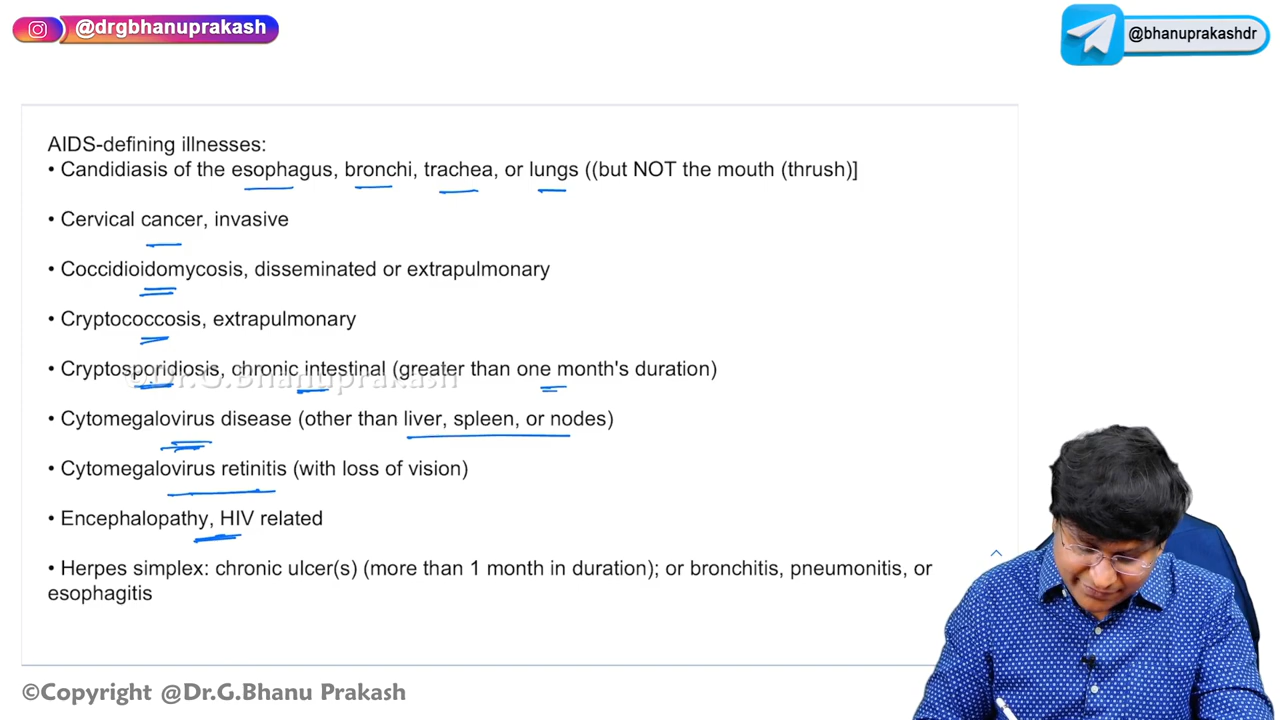 @drgbhanuprakash
@bhanuprakashdr
AIDS-defining illnesses:
• Candidiasis of the esophagus, bronchi, trachea, or lungs ((but NOT the mouth (thrush)]
• Cervical cancer, invasive
• Coccidioidomycosis, disseminated or extrapulmonary
• Cryptococcosis, extrapulmonary
• Cryptosporidiosis, chronic intestinal (greater than one month's duration)
©Dr.G.Bhanuprakash
• Cytomegalovirus disease (other than liver, spleen, or nodes)
• Cytomegalovirus retinitis (with loss of vision)
• Encephalopathy, HIV related
• Herpes simplex: chronic ulcer(s) (more than 1 month in duration); or bronchitis, pneumonitis, or
esophagitis
©Copyright @Dr.G.Bhanu Prakash